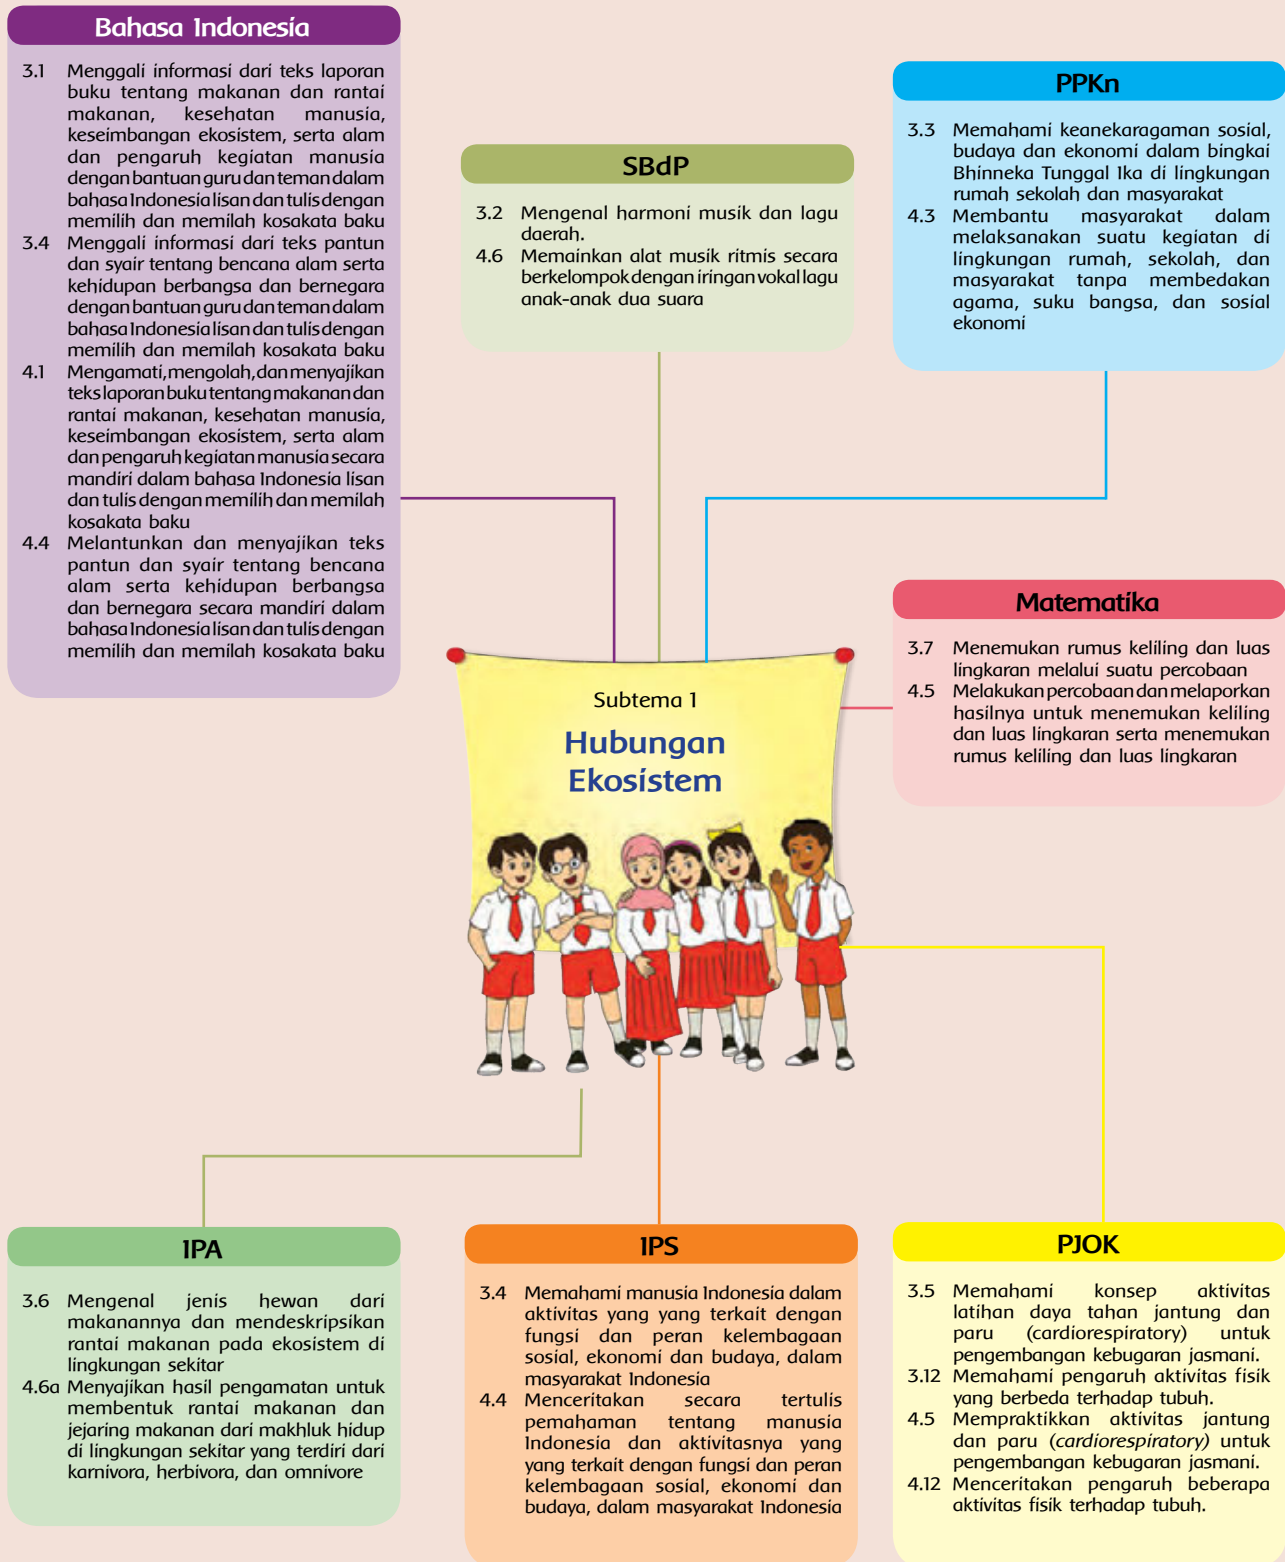 Bahasa Indonesia
3.1 Menggali informasi dari teks laporan
buku tentang makanan dan rantai
makanan, kesehatan manusia,
keseimbangan ekosistem, serta alam
dan pengaruh kegiatan manusia
dengan bantuan guru dan teman dalam
bahasa Indonesia lisan dan tulis dengan
memilih dan memilah kosakata baku
3.4 Menggali informasi dari teks pantun
dan syair tentang bencana alam serta
kehidupan berbangsa dan bernegara
dengan bantuan guru dan teman dalam
bahasa Indonesia lisan dan tulis dengan
memilih dan memilah kosakata baku
4.1 Mengamati, mengolah, dan menyajikan
teks laporan buku tentang makanan dan
rantai makanan, kesehatan manusia,
keseimbangan ekosistem, serta alam
dan pengaruh kegiatan manusia secara
mandiri dalam bahasa Indonesia lisan
dan tulis dengan memilih dan memilah
kosakata baku
4.4 Melantunkan dan menyajikan teks
pantun dan syair tentang bencana
alam serta kehidupan berbangsa
dan bernegara secara mandiri dalam
bahasa Indonesia lisan dan tulis dengan
memilih dan memilah kosakata baku
SBdP
3.2 Mengenal harmoni musik dan lagu
daerah.
4.6 Memainkan alat musik ritmis secara
berkelompok dengan iringan vokal lagu
anak-anak dua suara
PPKn
3.3 Memahami keanekaragaman sosial,
budaya dan ekonomi dalam bingkai
Bhinneka Tunggal Ika di lingkungan
rumah sekolah dan masyarakat
4.3 Membantu masyarakat dalam
melaksanakan suatu kegiatan di
lingkungan rumah, sekolah, dan
masyarakat tanpa membedakan
agama, suku bangsa, dan sosial
ekonomi
Matematika
3.7 Menemukan rumus keliling dan luas
lingkaran melalui suatu percobaan
4.5 Melakukan percobaan dan melaporkan
hasilnya untuk menemukan keliling
dan luas lingkaran serta menemukan
rumus keliling dan luas lingkaran
Subtema 1
Hubungan
Ekosistem
IPA
3.6 Mengenal jenis hewan dari
makanannya dan mendeskripsikan
rantai makanan pada ekosistem di
lingkungan sekitar
4.6a Menyajikan hasil pengamatan untuk
membentuk rantai makanan dan
jejaring makanan dari makhluk hidup
di lingkungan sekitar yang terdiri dari
karnivora, herbivora, dan omnivore
IPS
3.4 Memahami manusia Indonesia dalam
aktivitas yang yang terkait dengan
fungsi dan peran kelembagaan
sosial, ekonomi dan budaya, dalam
masyarakat Indonesia
4.4 Menceritakan secara tertulis
pemahaman tentang manusia
Indonesia dan aktivitasnya yang
yang terkait dengan fungsi dan peran
kelembagaan sosial, ekonomi dan
budaya, dalam masyarakat Indonesia
PJOK
3.5 Memahami konsep aktivitas
latihan daya tahan jantung dan
paru (cardiorespiratory) untuk
pengembangan kebugaran jasmani.
3.12 Memahami pengaruh aktivitas fisik
yang berbeda terhadap tubuh.
4.5 Mempraktikkan aktivitas jantung
dan paru (cardiorespiratory) untuk
pengembangan kebugaran jasmani.
4.12 Menceritakan pengaruh beberapa
aktivitas fisik terhadap tubuh.